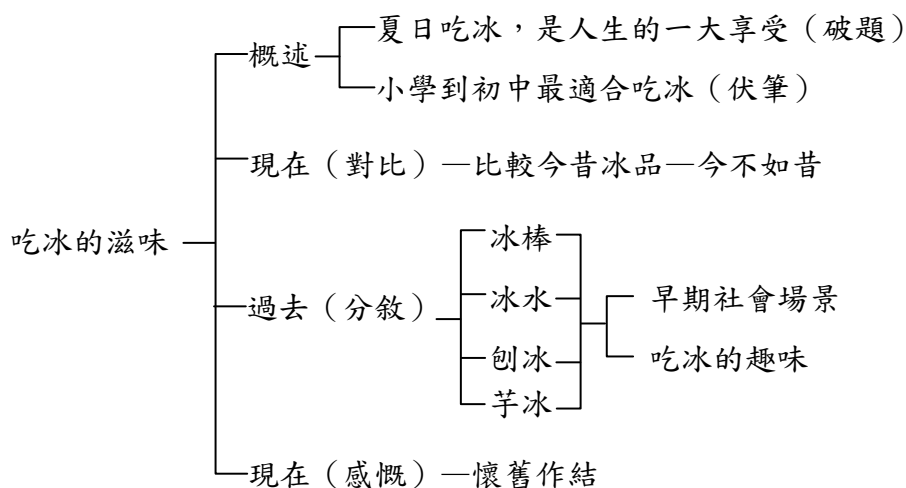 吃冰的滋味
概述
夏日吃冰,是人生的一大享受(破題)
小學到初中最適合吃冰(伏筆)
現在(對比)—比較今昔冰品—今不如昔
過去(分敘)
冰棒
冰水
刨冰
芋冰
早期社會場景
吃冰的趣味
現在(感慨)—懷舊作結